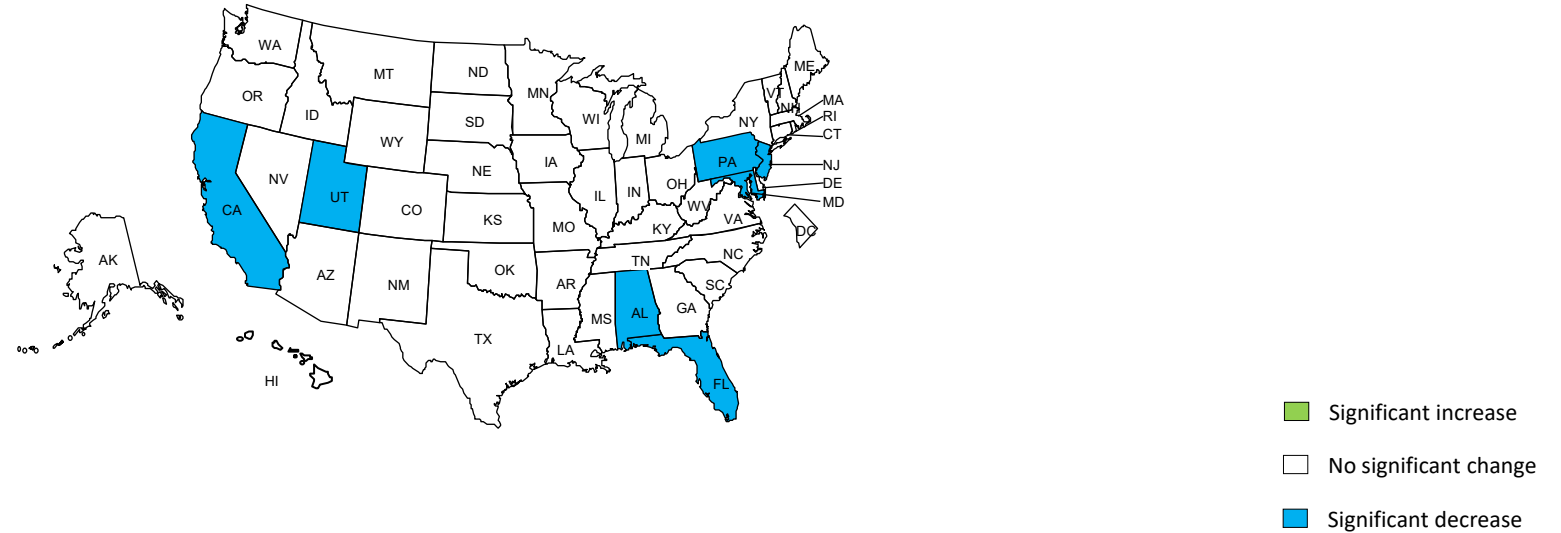 WA
MT
ND
MN
ME
VT
NH
MA
RI
CT
OR
ID
SD
WI
MI
NY
WY
NE
IA
PA
NJ
NV
UT
CO
IL
IN
OH
DE
MD
CA
KS
MO
WV
VA
KY
DC
AK
AZ
NM
OK
AR
TN
NC
SC
MS
AL
GA
TX
LA
HI
FL
Significant increase
No significant change
Significant decrease